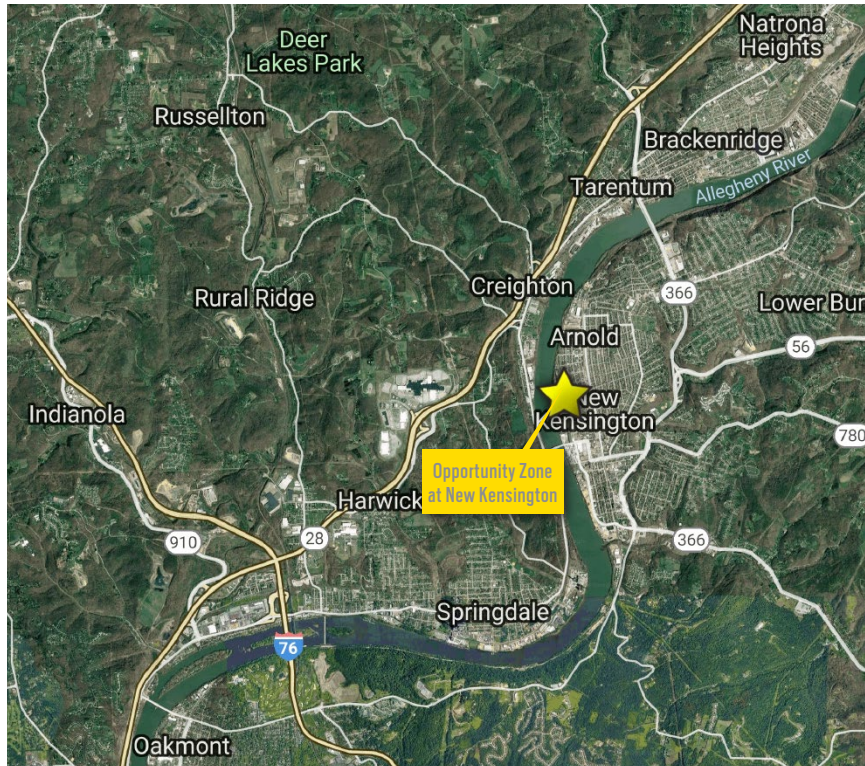 Natrona
Heights
Deer
Lakes Park
Russellton
Brackenridge
Tarentum
Allegheny River
Creighton
366
Rural Ridge
Lower Bur
Arnold
56
New
Kensington
Indianola
780
Opportunity Zone
at New Kensington
Harwick
910
28
366
Springdale
76
Oakmont